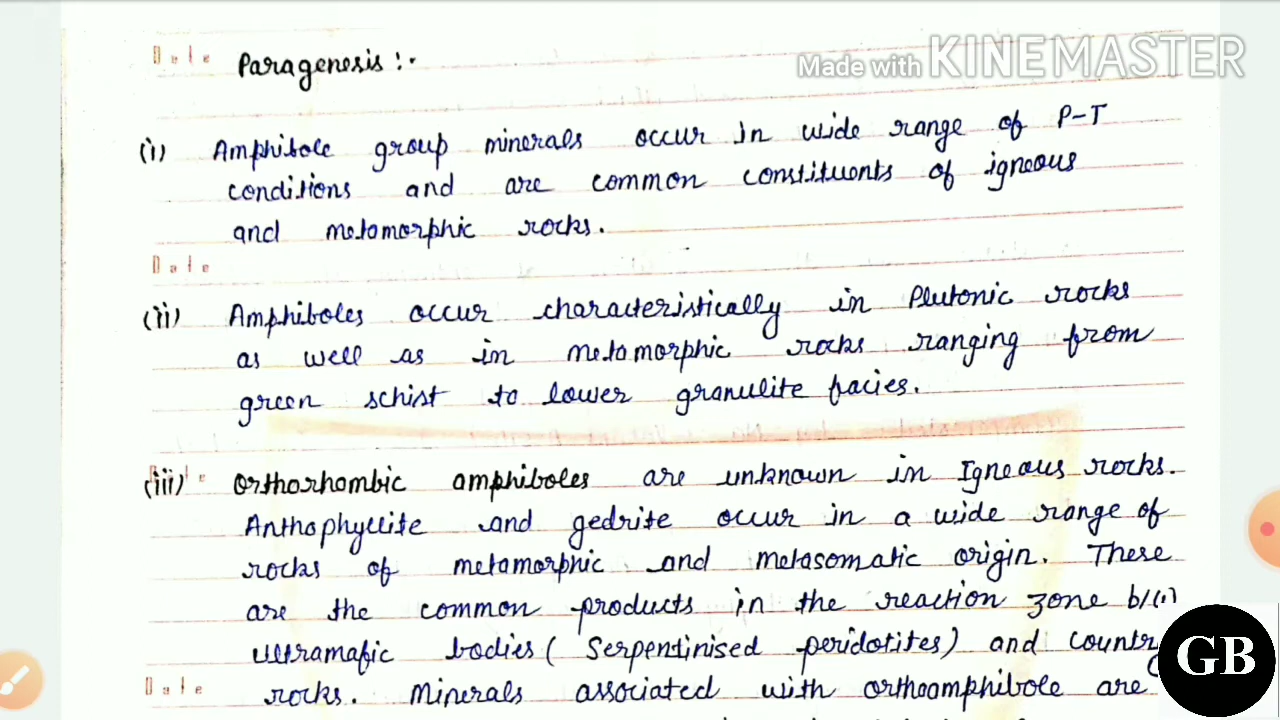 Date
Paragenesis :-
Made with KINEMASTER
(i) Amphibole group minerals occur in wide range of P-T
conditions and are common constituents of igneous
and metamorphic rocks.
Date
(ii) Amphiboles occur characteristically in Plutonic rocks
as well as in metamorphic rocks ranging from
green schist to lower granulite facies.
(iii) Orthorhombic amphiboles are unknown in Igneous rocks.
Anthophyllite and gedrite occur in a wide range of
rocks of metamorphic and metasomatic origin. These
are the common products in the reaction zone b/(n)
ultramafic bodies ( Serpentinised peridotites) and country
rocks. Minerals associated with orthoamphibole are
Date
GB